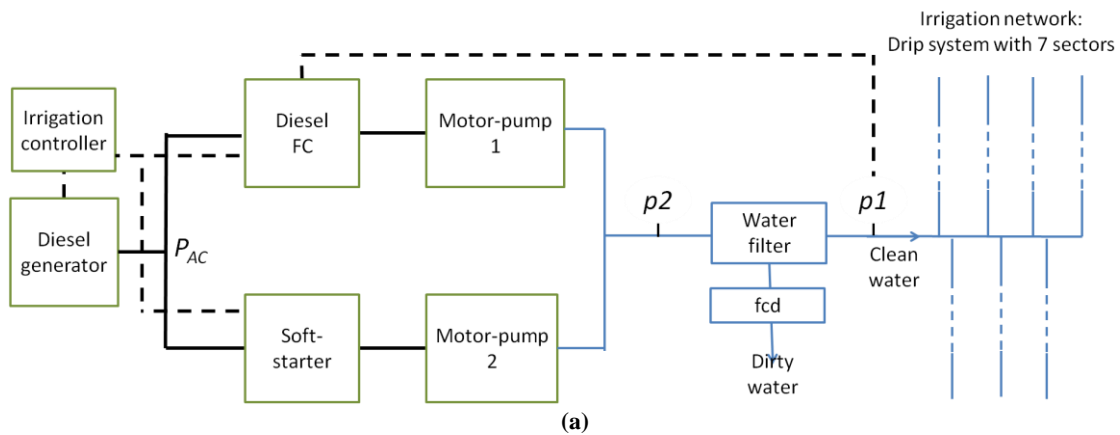 Irrigation network:
Drip system with 7 sectors
Irrigation
controller
Diesel
FC
Motor-pump
1
p2
p1
Diesel
generator
P_AC
Water
filter
Clean
water
fcd
Soft-
starter
Motor-pump
2
Dirty
water
(a)